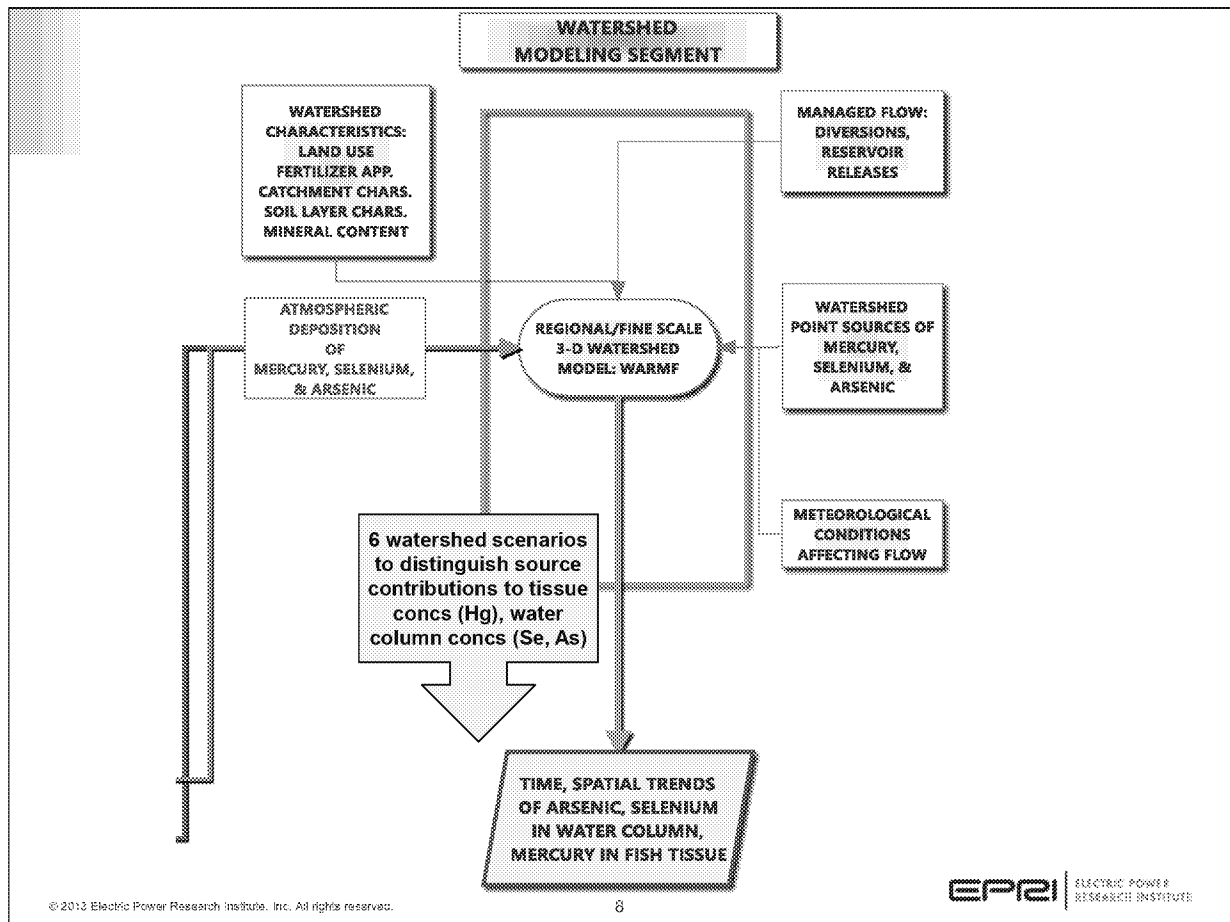 WATERSHED
MODELING SEGMENT
WATERSHED
CHARACTERISTICS:
LAND USE
FERTILIZER APP.
CATCHMENT CHARS.
SOIL LAYER CHARS.
MINERAL CONTENT
MANAGED FLOW:
DIVERSIONS,
RESERVOIR
RELEASES
ATMOSPHERIC
DEPOSITION
OF
MERCURY, SELENIUM,
& ARSENIC
REGIONAL/FINE SCALE
3-D WATERSHED
MODEL: WARMF
WATERSHED
POINT SOURCES OF
MERCURY,
SELENIUM, &
ARSENIC
METEOROLOGICAL
CONDITIONS
AFFECTING FLOW
6 watershed scenarios
to distinguish source
contributions to tissue
concs (Hg), water
column concs (Se, As)
TIME, SPATIAL TRENDS
OF ARSENIC, SELENIUM
IN WATER COLUMN,
MERCURY IN FISH TISSUE
© 2013 Electric Power Research Institute, Inc. All rights reserved.
8
EPRI
ELECTRIC POWER
RESEARCH INSTITUTE